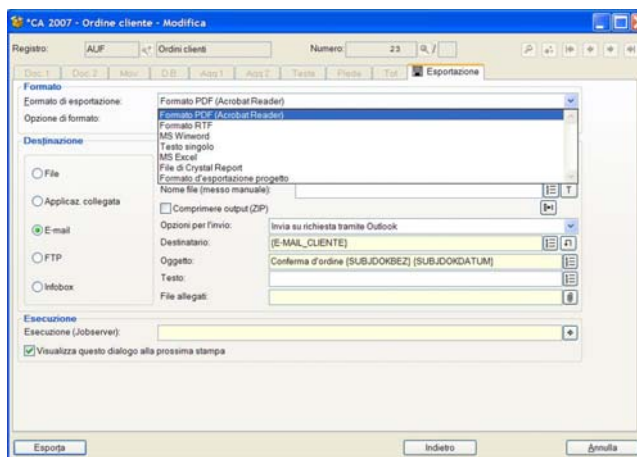 *CA 2007 - Ordine cliente - Modifica
Registro: AUF Ordini clienti Numero: 23
Doc. 1 Doc. 2 Mov. D.B. Agg.1 Agg.2 Testa Piede Tot. Esportazione
Formato
Formato di esportazione: Formato PDF (Acrobat Reader)
Opzione di formato: Formato PDF (Acrobat Reader)
Formato RTF
MS Winword
Testo singolo
MS Excel
File di Crystal Report
Formato d'esportazione progetto
Destinazione
File
Applicaz. collegata
E-mail
FTP
Infobox
Nome file (messo manuale): T
Comprimere output (ZIP)
Opzioni per l'invio: Invia su richiesta tramite Outlook
Destinatario: {E-MAIL_CLIENTE}
Oggetto: Conferma d'ordine {SUBJDOKBEZ} {SUBJDOKDATUM}
Testo:
File allegati:
Esecuzione
Esecuzione (Jobserver):
Visualizza questo dialogo alla prossima stampa
Esporta Indietro Annulla